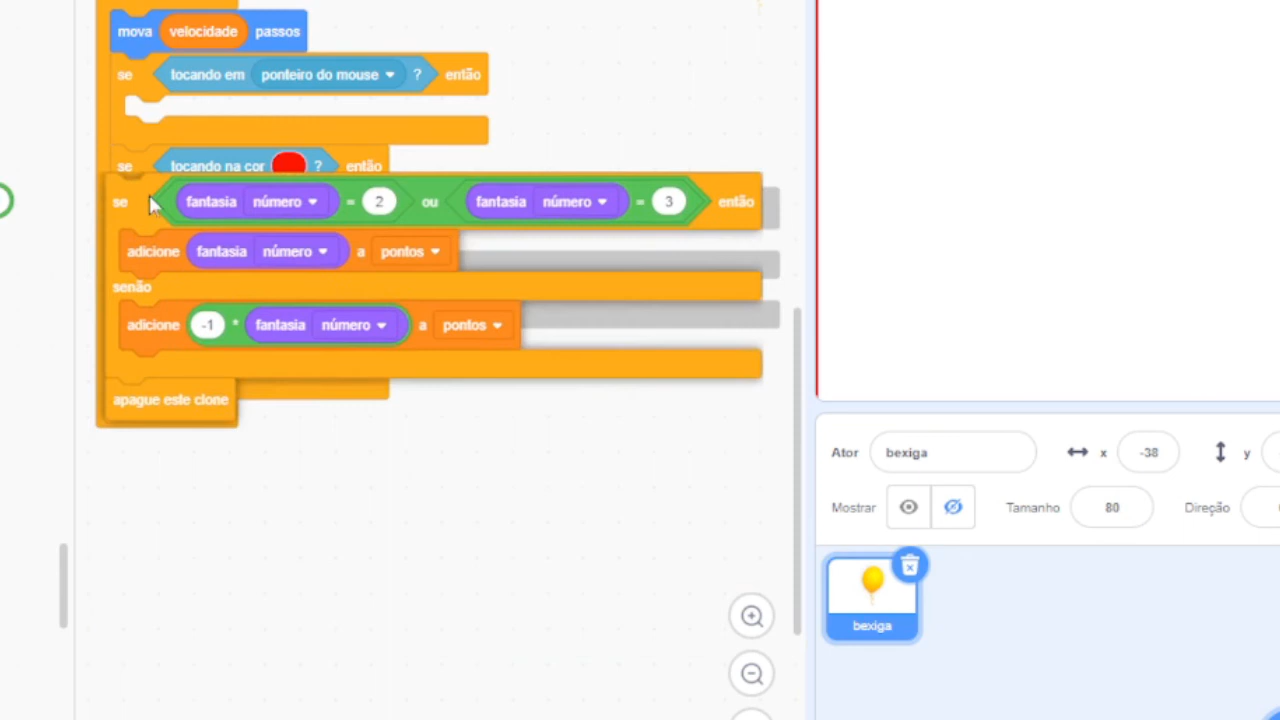 mova velocidade passos
se tocando em ponteiro do mouse ? então
se tocando na cor ? então
se fantasia número = 2 ou fantasia número = 3 então
adicione fantasia número a pontos
senão
adicione -1 * fantasia número a pontos
apague este clone
Ator bexiga x -38 y
Mostrar Tamanho 80 Direção
bexiga